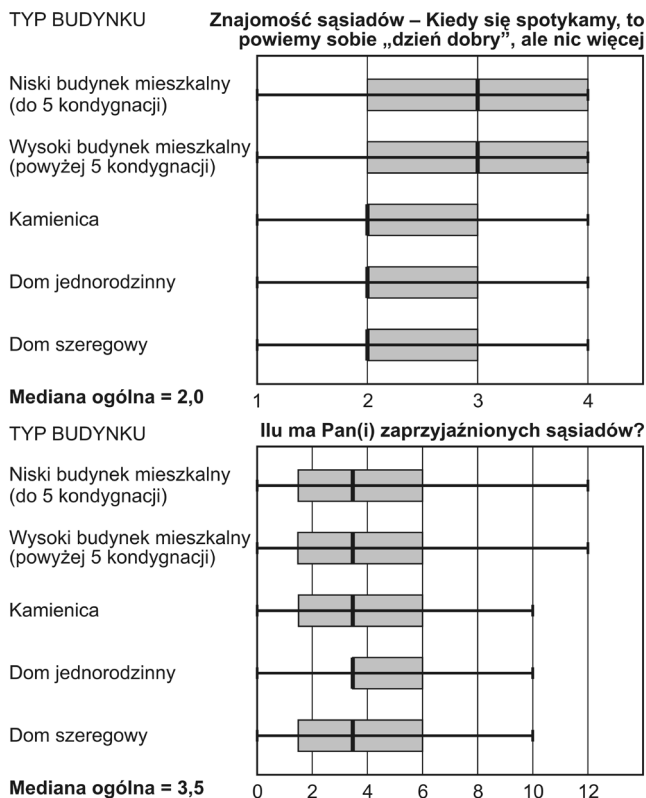 TYP BUDYNKU
Znajomość sąsiadów – Kiedy się spotykamy, to
powiemy sobie „dzień dobry”, ale nic więcej
Niski budynek mieszkalny
(do 5 kondygnacji)
Wysoki budynek mieszkalny
(powyżej 5 kondygnacji)
Kamienica
Dom jednorodzinny
Dom szeregowy
Mediana ogólna = 2,0
1 2 3 4
TYP BUDYNKU
Ilu ma Pan(i) zaprzyjaźnionych sąsiadów?
Niski budynek mieszkalny
(do 5 kondygnacji)
Wysoki budynek mieszkalny
(powyżej 5 kondygnacji)
Kamienica
Dom jednorodzinny
Dom szeregowy
Mediana ogólna = 3,5
0 2 4 6 8 10 12